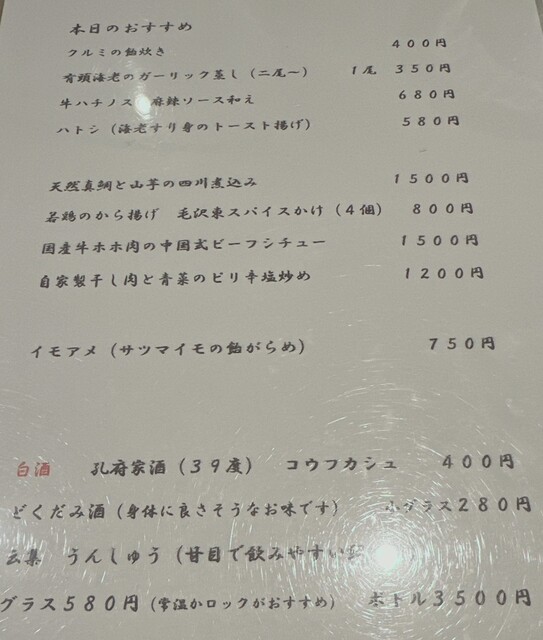 本日のおすすめ
クルミの飴炊き 400円
有頭海老のガーリック蒸し(二尾~) 1尾 350円
牛ハチノス 麻辣ソース和え 680円
ハトシ(海老すり身のトースト揚げ) 580円
天然真鯛と山芋の四川煮込み 1500円
若鶏のから揚げ 毛沢東スパイスかけ(4個) 800円
国産牛ホホ肉の中国式ビーフシチュー 1500円
自家製干し肉と青菜のピリ辛塩炒め 1200円
イモアメ(サツマイモの飴がらめ) 750円
白酒 孔府家酒(39度) コウフカシュ 400円
どくだみ酒(身体に良さそうなお味です) グラス280円
云集 うんしゅう(甘目で飲みやすい
グラス580円(常温かロックがおすすめ) ボトル3500円